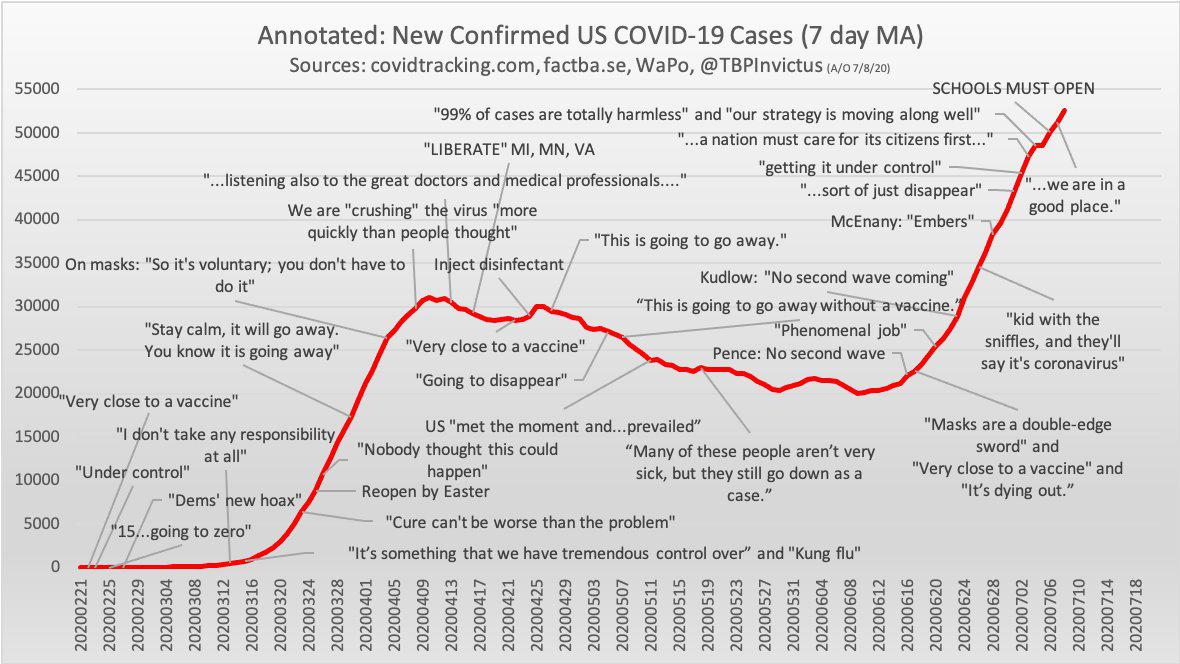 Annotated: New Confirmed US COVID-19 Cases (7 day MA)
Sources: covidtracking.com, factba.se, WaPo, @TBPInvictus (A/O 7/8/20)
55000
50000
45000
40000
35000
30000
25000
20000
15000
10000
5000
0
SCHOOLS MUST OPEN
"99% of cases are totally harmless" and "our strategy is moving along well"
"...a nation must care for its citizens first..."
"LIBERATE" MI, MN, VA
"getting it under control"
"...listening also to the great doctors and medical professionals...."
"...sort of just disappear"
"...we are in a
good place."
We are "crushing" the virus "more
quickly than people thought"
McEnany: "Embers"
"This is going to go away."
On masks: "So it's voluntary; you don't have to
do it"
Inject disinfectant
Kudlow: "No second wave coming"
“This is going to go away without a vaccine.”
"Stay calm, it will go away.
You know it is going away"
"Phenomenal job"
"kid with the
sniffles, and they'll
say it's coronavirus"
"Very close to a vaccine"
Pence: No second wave
"Going to disappear"
"Very close to a vaccine"
US "met the moment and...prevailed”
"Masks are a double-edge
sword" and
"Very close to a vaccine" and
"It’s dying out.”
"I don't take any responsibility
at all"
"Nobody thought this could
happen"
“Many of these people aren’t very
sick, but they still go down as a
case.”
"Under control"
Reopen by Easter
"Dems' new hoax"
"Cure can't be worse than the problem"
"15...going to zero"
"It’s something that we have tremendous control over” and "Kung flu"
20200221
20200225
20200229
20200304
20200308
20200312
20200316
20200320
20200324
20200328
20200401
20200405
20200409
20200413
20200417
20200421
20200425
20200429
20200503
20200507
20200511
20200515
20200519
20200523
20200527
20200531
20200604
20200608
20200612
20200616
20200620
20200624
20200628
20200702
20200706
20200710
20200714
20200718